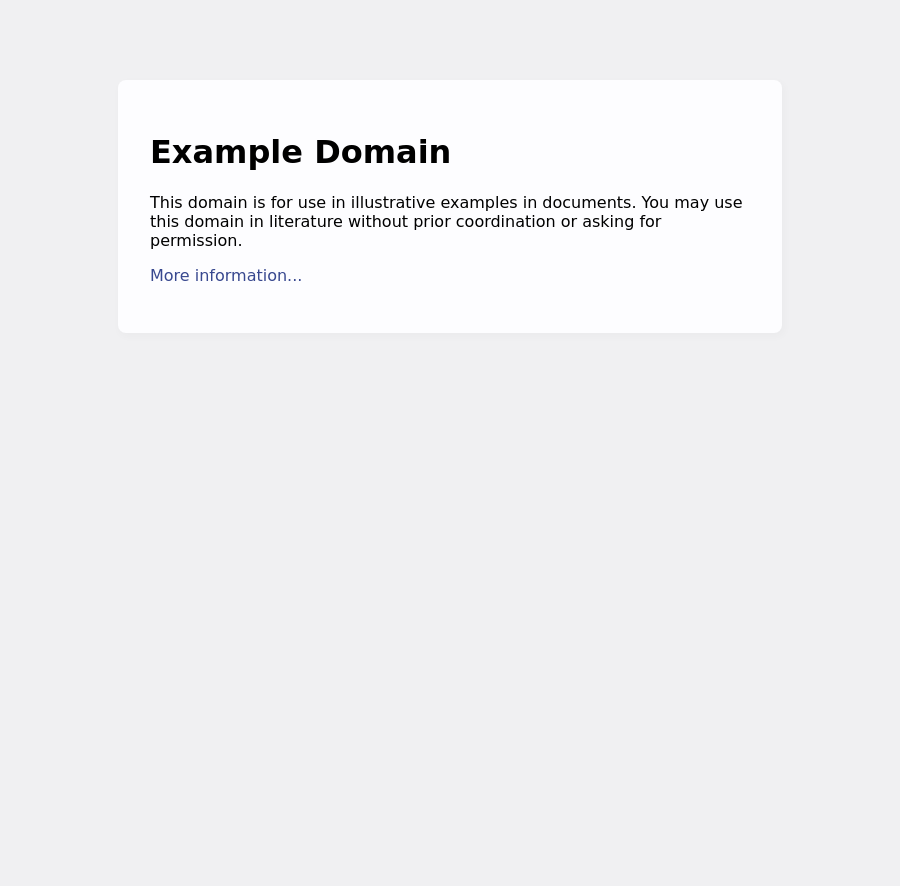 Example Domain
This domain is for use in illustrative examples in documents. You may use
this domain in literature without prior coordination or asking for
permission.
More information...